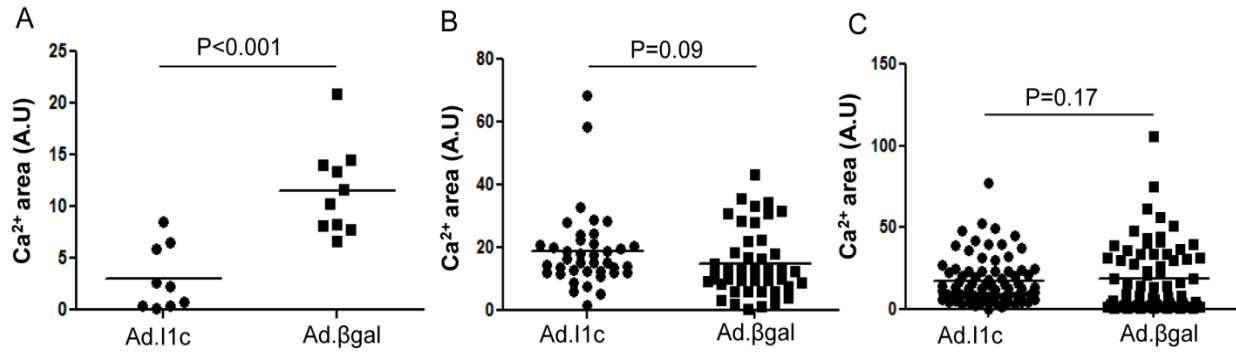 A
P<0.001
Ca²⁺ area (A.U)
25
20
15
10
5
0
Ad.I1c
Ad.βgal
B
P=0.09
Ca²⁺ area (A.U)
80
60
40
20
0
Ad.I1c
Ad.βgal
C
P=0.17
Ca²⁺ area (A.U)
150
100
50
0
Ad.I1c
Ad.βgal